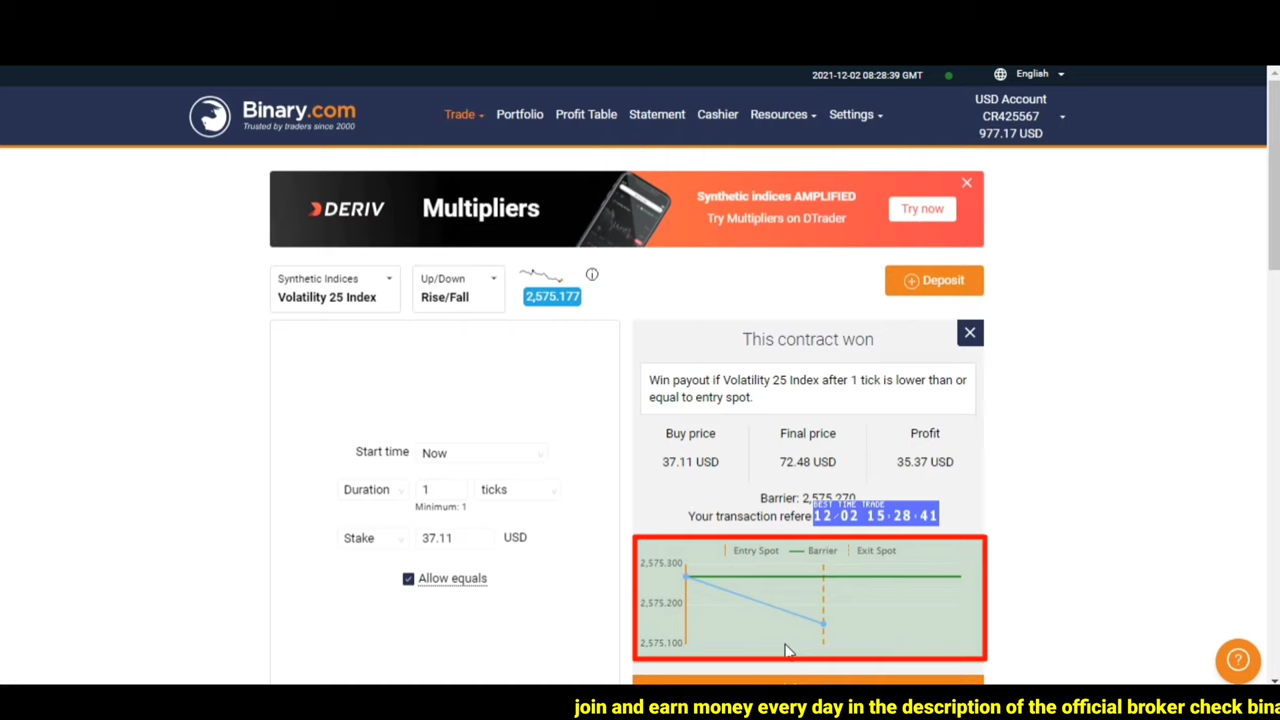 2021-12-02 08:28:39 GMT
English
Binary.com
Trusted by traders since 2000
Trade
Portfolio
Profit Table
Statement
Cashier
Resources
Settings
USD Account
CR425567
977.17 USD
DERIV
Multipliers
Synthetic indices AMPLIFIED
Try Multipliers on DTrader
Try now
Synthetic Indices
Volatility 25 Index
Up/Down
Rise/Fall
2,575.177
Deposit
This contract won
Win payout if Volatility 25 Index after 1 tick is lower than or
equal to entry spot.
Buy price
Final price
Profit
37.11 USD
72.48 USD
35.37 USD
Start time
Now
Duration
1
ticks
Minimum: 1
Stake
37.11
USD
Allow equals
Barrier: 2,575.270
Your transaction refere
BEST TIME TRADE
12/02 15:28:41
Entry Spot
Barrier
Exit Spot
2,575.300
2,575.200
2,575.100
join and earn money every day in the description of the official broker check bina